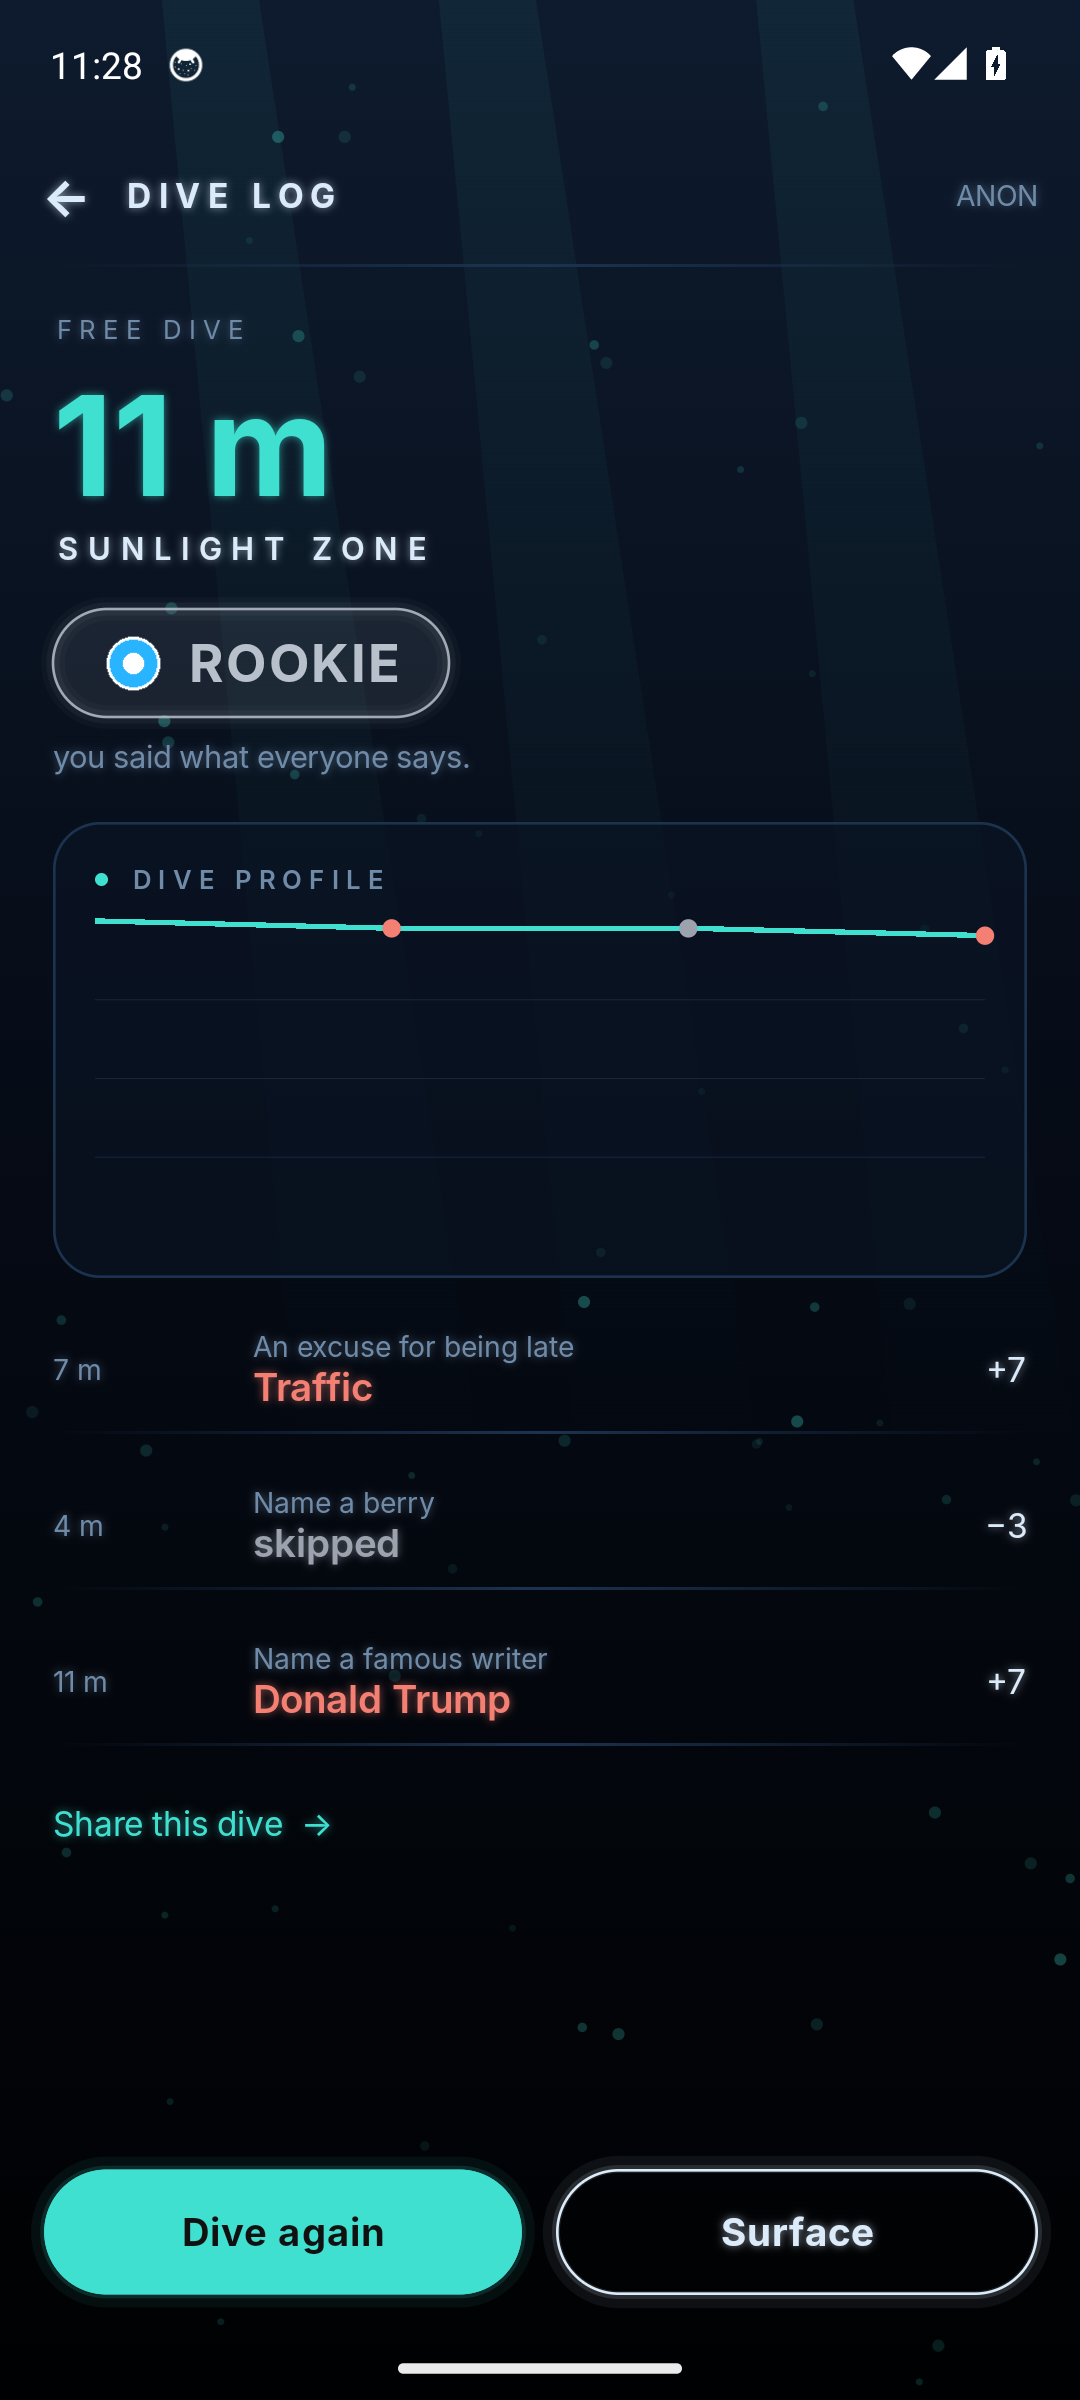 11:28
DIVE LOG
ANON
FREE DIVE
11 m
SUNLIGHT ZONE
ROOKIE
you said what everyone says.
DIVE PROFILE
7 m
An excuse for being late
Traffic
+7
4 m
Name a berry
skipped
−3
11 m
Name a famous writer
Donald Trump
+7
Share this dive →
Dive again
Surface